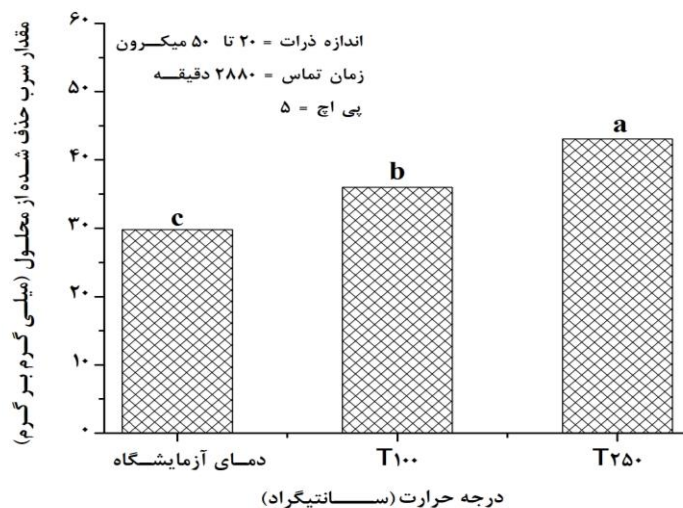 مقدار سرب حذف شده از محلول (میلی گرم بر گرم)
۶۰
۵۰
۴۰
۳۰
۲۰
۱۰
۰
اندازه ذرات = ۲۰ تا ۵۰ میکرون
زمان تماس = ۲۸۸۰ دقیقه
پی اچ = ۵
c
b
a
دمای آزمایشگاه
T۱۰۰
T۲۵۰
درجه حرارت (سانتیگراد)